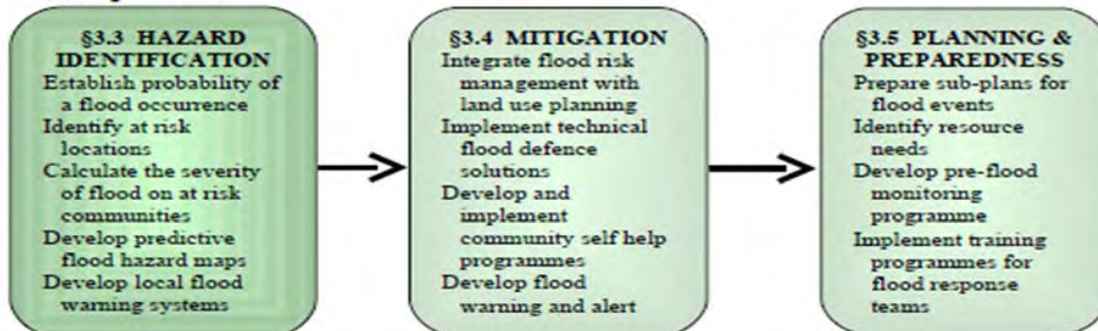 §3.3 HAZARD
IDENTIFICATION
Establish probability of
a flood occurrence
Identify at risk
locations
Calculate the severity
of flood on at risk
communities
Develop predictive
flood hazard maps
Develop local flood
warning systems
§3.4 MITIGATION
Integrate flood risk
management with
land use planning
Implement technical
flood defence
solutions
Develop and
implement
community self help
programmes
Develop flood
warning and alert
§3.5 PLANNING &
PREPAREDNESS
Prepare sub-plans for
flood events
Identify resource
needs
Develop pre-flood
monitoring
programme
Implement training
programmes for
flood response
teams